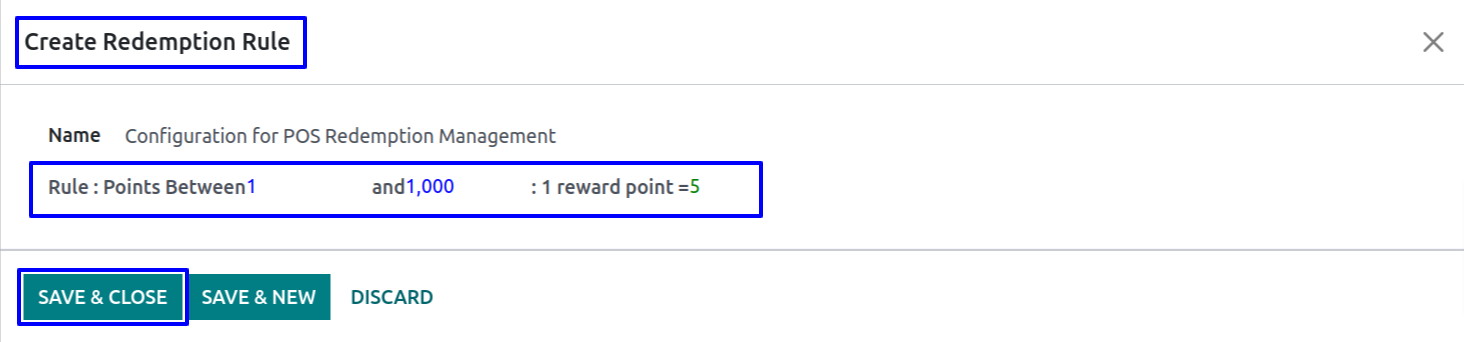 Create Redemption Rule
Name Configuration for POS Redemption Management
Rule : Points Between1 and1,000 : 1 reward point =5
SAVE & CLOSE SAVE & NEW DISCARD